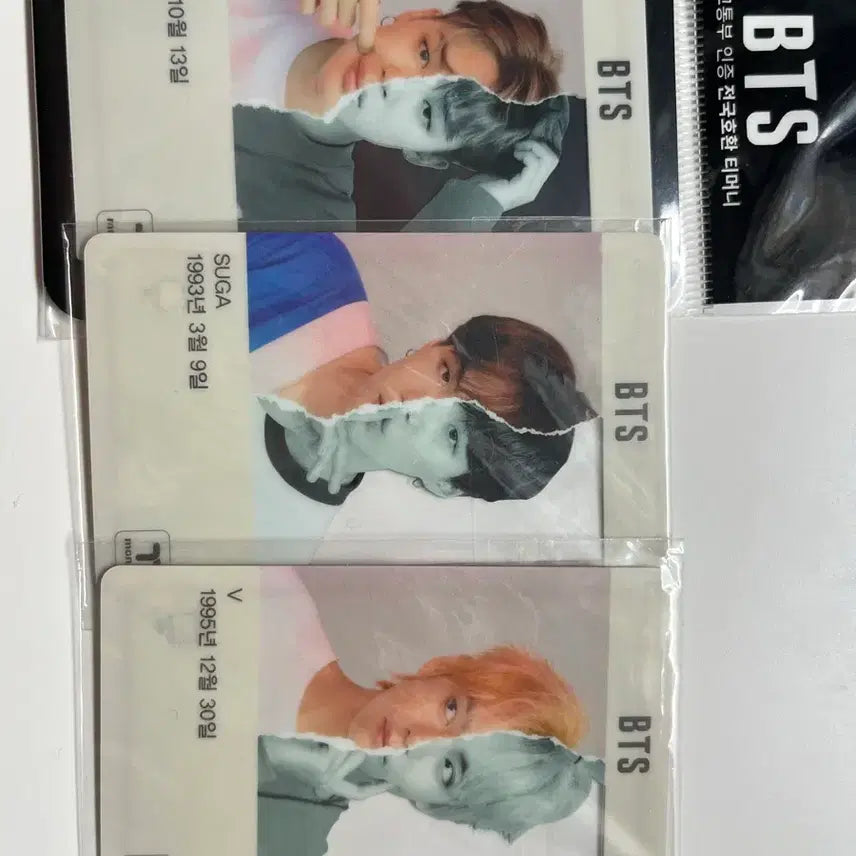 BTS
통부 인증 전국호환 티머니
BTS
10월 13일
BTS
SUGA
1993년 3월 9일
BTS
V
1995년 12월 30일